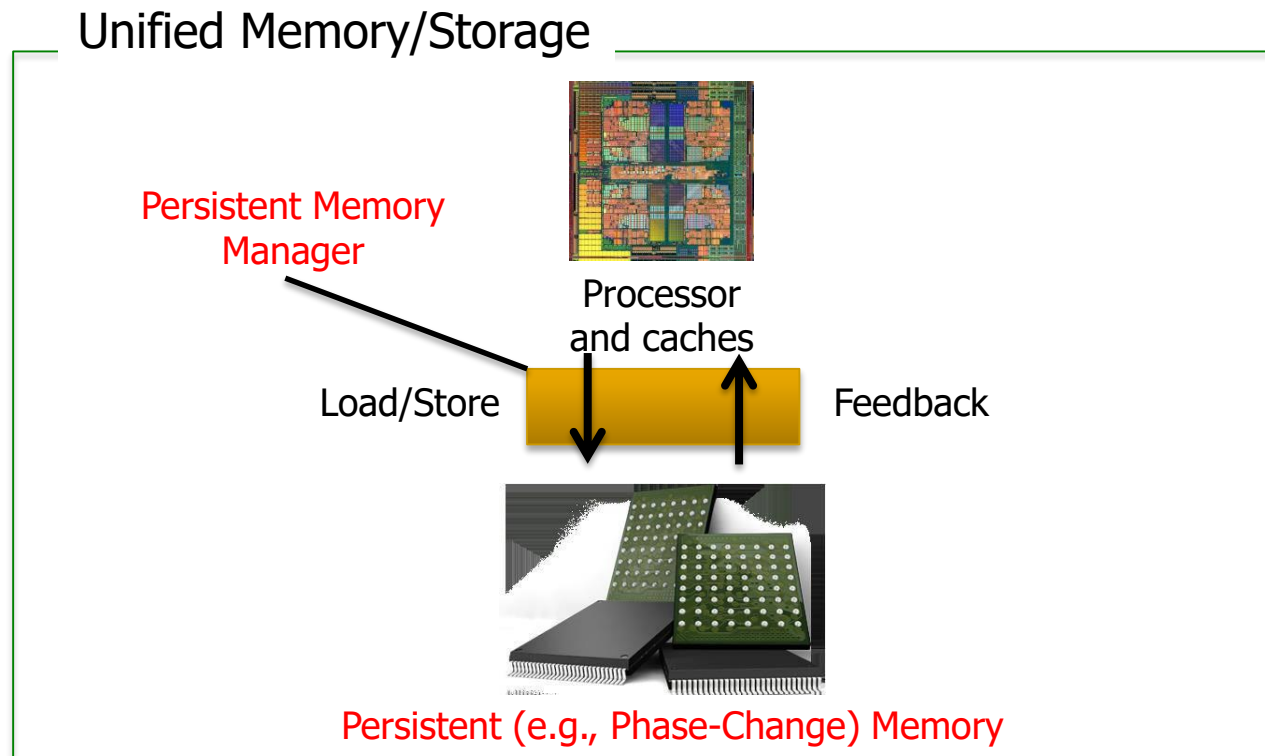 Unified Memory/Storage
Persistent Memory
Manager
Processor
and caches
Load/Store
Feedback
Persistent (e.g., Phase-Change) Memory